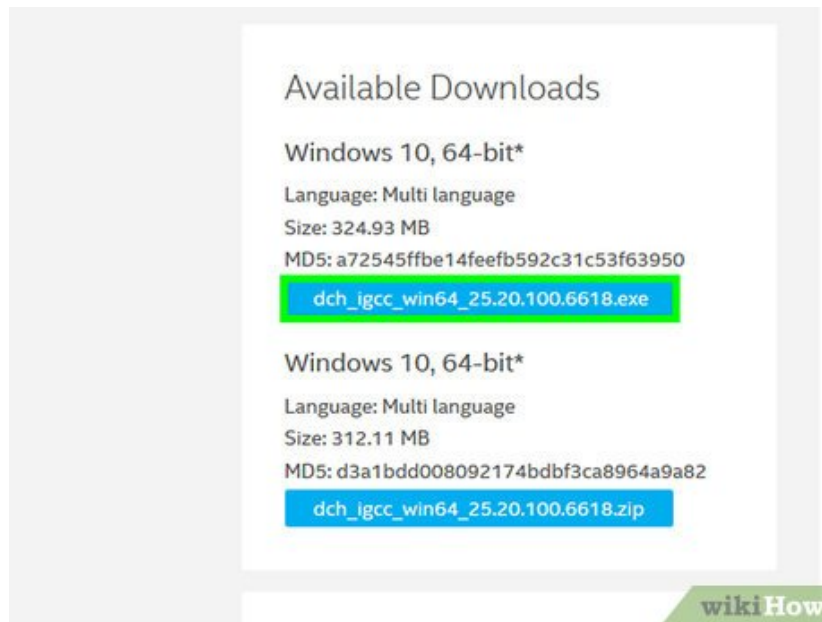 Available Downloads
Windows 10, 64-bit*
Language: Multi language
Size: 324.93 MB
MD5: a72545ffbe14feefb592c31c53f63950
dch_igcc_win64_25.20.100.6618.exe
Windows 10, 64-bit*
Language: Multi language
Size: 312.11 MB
MD5: d3a1bdd008092174bdbf3ca8964a9a82
dch_igcc_win64_25.20.100.6618.zip
wikiHow